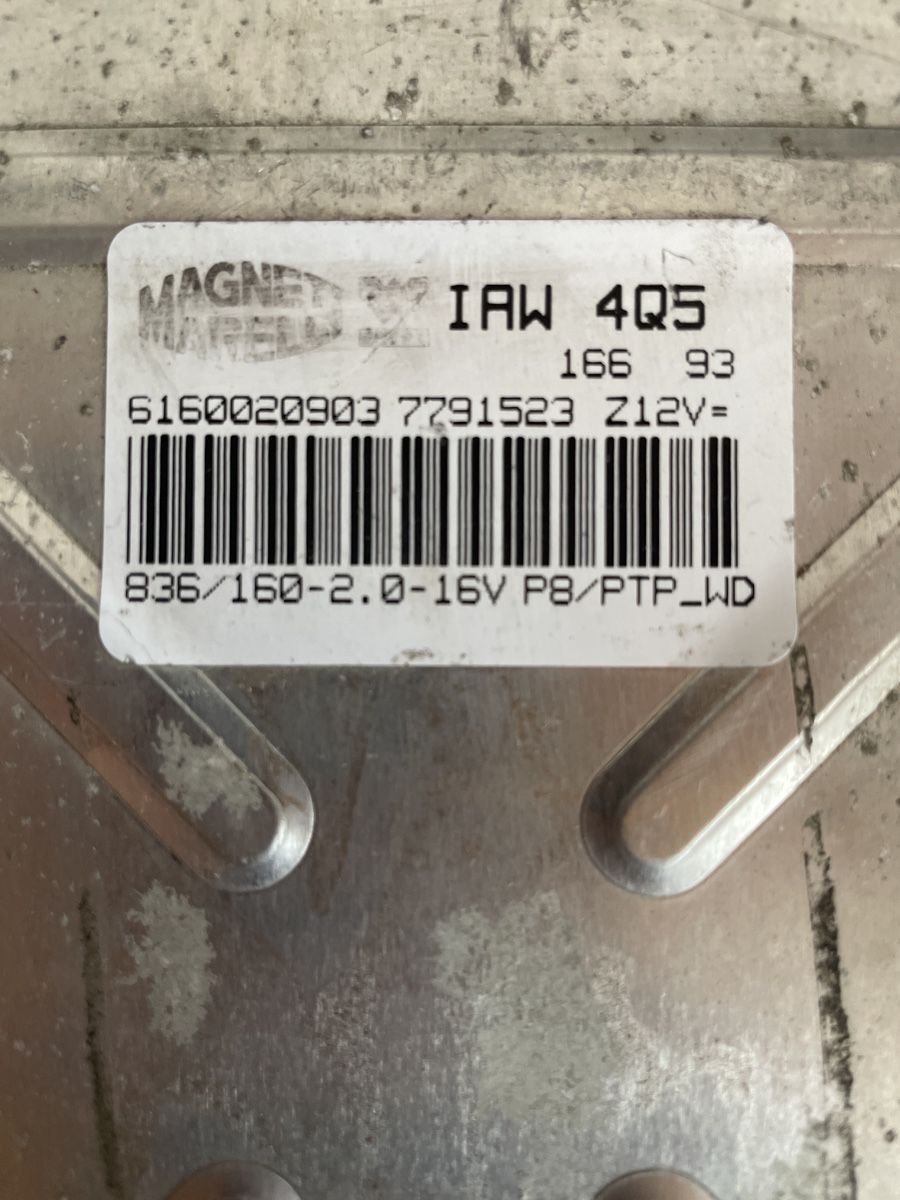 MAGNETI
MARELLI
IAW 4Q5
166 93
6160020903 7791523 Z12V=
836/160-2.0-16V P8/PTP_WD